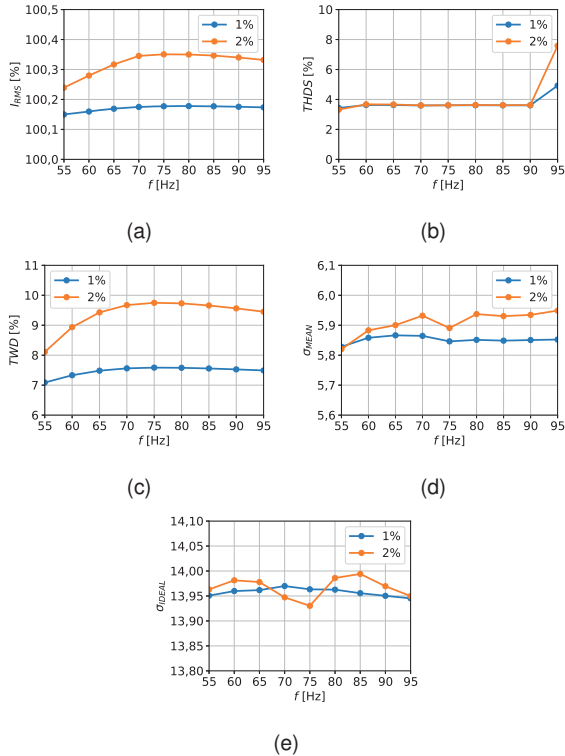 100,5
100,4
100,3
100,2
100,1
100,0
I_RMS [%]
1%
2%
55 60 65 70 75 80 85 90 95
f [Hz]
(a)
10
8
6
4
2
0
THDS [%]
1%
2%
55 60 65 70 75 80 85 90 95
f [Hz]
(b)
11
10
9
8
7
6
TWD [%]
1%
2%
55 60 65 70 75 80 85 90 95
f [Hz]
(c)
6,1
6,0
5,9
5,8
5,7
5,6
σ_MEAN
1%
2%
55 60 65 70 75 80 85 90 95
f [Hz]
(d)
14,10
14,05
14,00
13,95
13,90
13,85
13,80
σ_IDEAL
1%
2%
55 60 65 70 75 80 85 90 95
f [Hz]
(e)